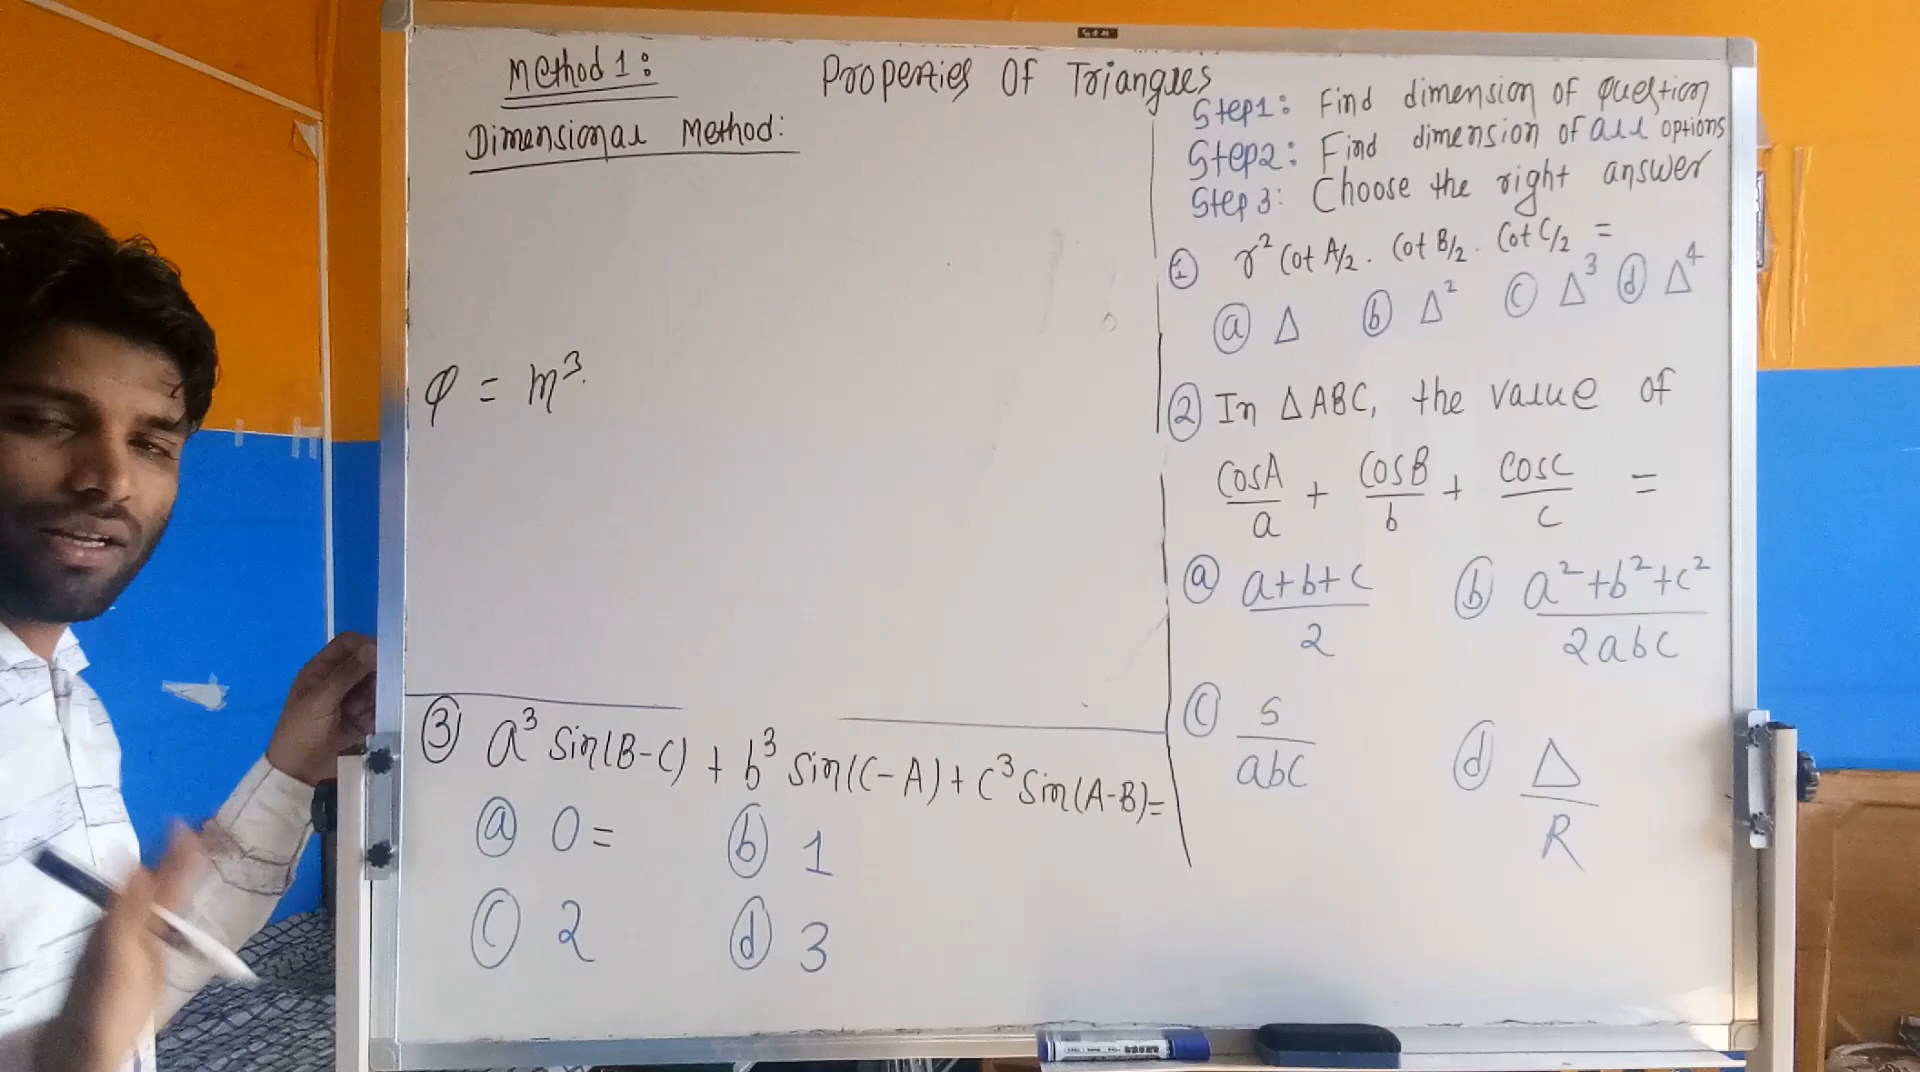 Method 1:
Properties Of Triangles
Dimensional Method:
Step1: Find dimension of question
Step2: Find dimension of all options
Step 3: Choose the right answer
① r² Cot A/2 . Cot B/2 . Cot C/2 =
ⓐ Δ ⓑ Δ² ⓒ Δ³ ⓓ Δ⁴
φ = m³.
② In ΔABC, the value of
CosA/a + CosB/b + CosC/c =
ⓐ a+b+c/2 ⓑ a²+b²+c²/2abc
ⓒ s/abc ⓓ Δ/R
③ a³ Sin(B-C) + b³ Sin(C-A) + c³ Sin(A-B)=
ⓐ 0= ⓑ 1
ⓒ 2 ⓓ 3